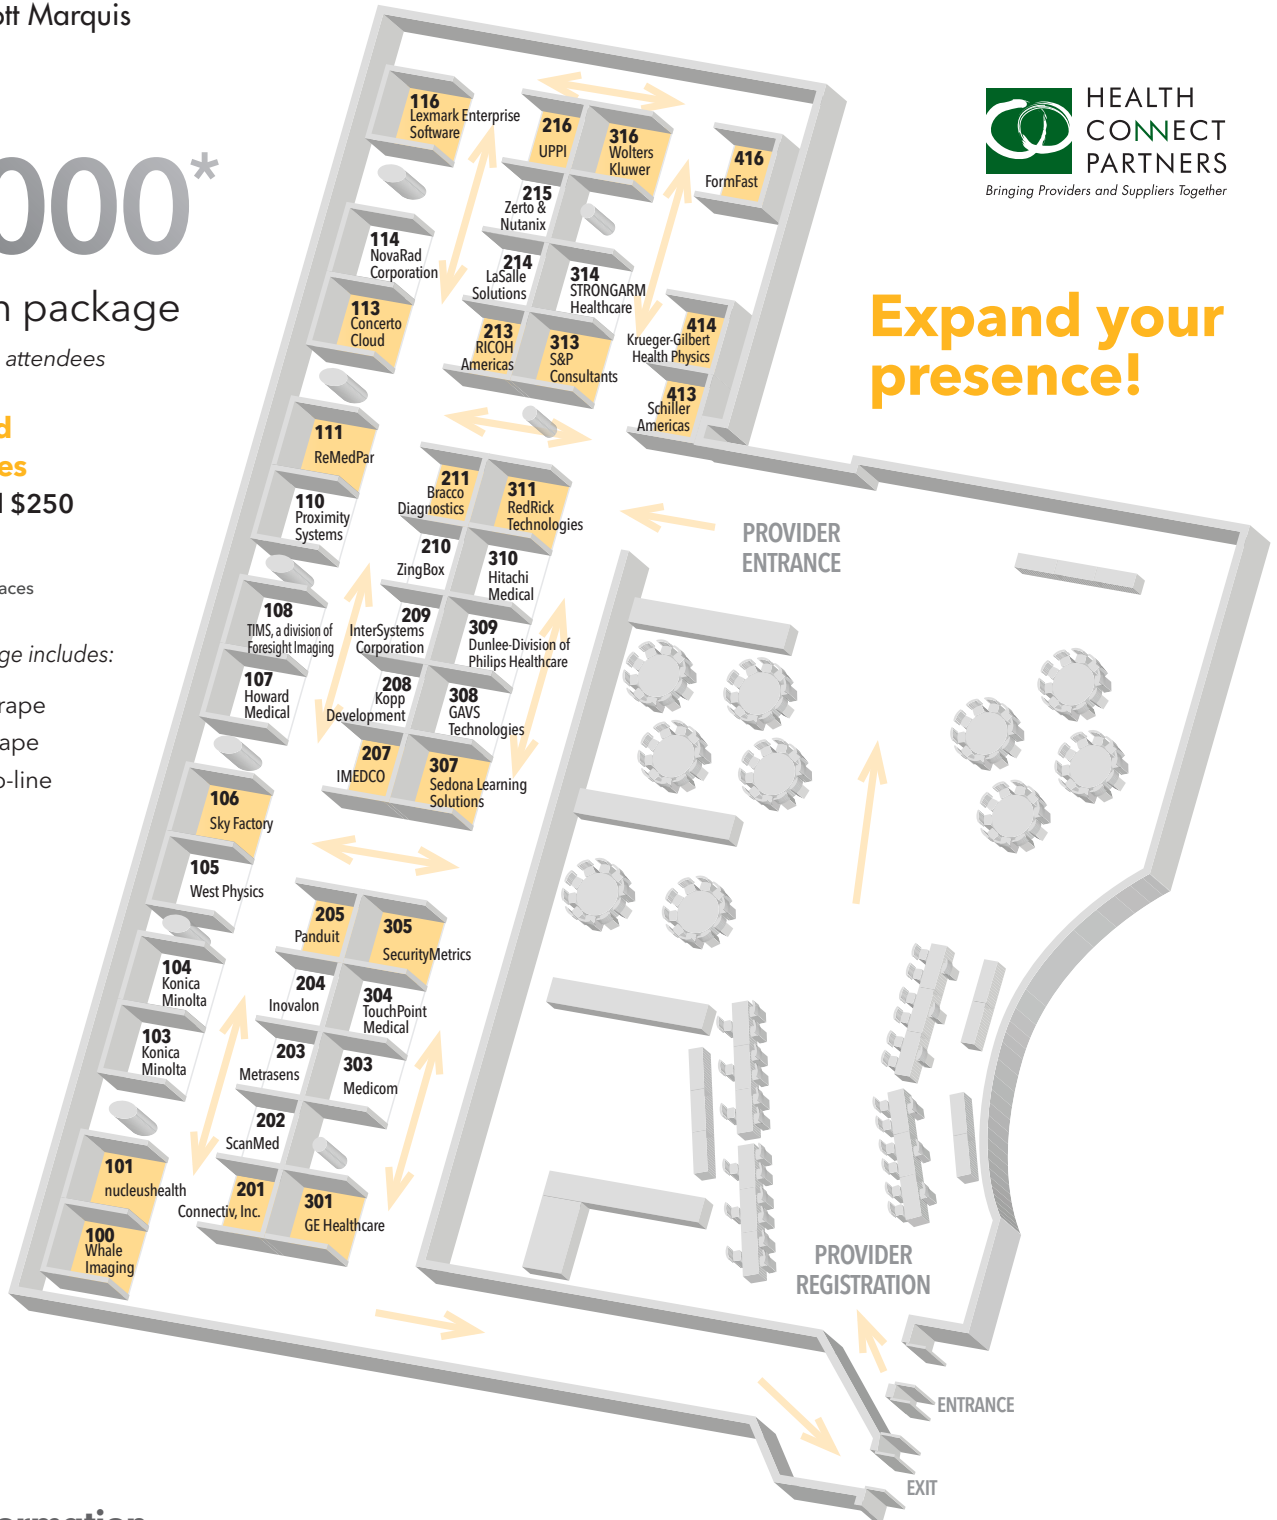 ott Marquis
000*
n package
attendees
d
es
l $250
aces
ge includes:
rape
ape
o-line
HEALTH
CONNECT
PARTNERS
Bringing Providers and Suppliers Together
Expand your
presence!
116
Lexmark Enterprise
Software
216
UPPI
316
Wolters
Kluwer
416
FormFast
215
Zerto &
Nutanix
114
NovaRad
Corporation
214
LaSalle
Solutions
314
STRONGARM
Healthcare
113
Concerto
Cloud
213
RICOH
Americas
313
S&P
Consultants
414
Krueger-Gilbert
Health Physics
413
Schiller
Americas
111
ReMedPar
211
Bracco
Diagnostics
311
RedRick
Technologies
110
Proximity
Systems
210
ZingBox
310
Hitachi
Medical
PROVIDER
ENTRANCE
108
TIMS, a division of
Foresight Imaging
209
InterSystems
Corporation
309
Dunlee-Division of
Philips Healthcare
107
Howard
Medical
208
Kopp
Development
308
GAVS
Technologies
207
IMEDCO
307
Sedona Learning
Solutions
106
Sky Factory
105
West Physics
205
Panduit
305
SecurityMetrics
104
Konica
Minolta
204
Inovalon
304
TouchPoint
Medical
103
Konica
Minolta
203
Metrasens
303
Medicom
202
ScanMed
101
nucleushealth
201
Connectiv, Inc.
301
GE Healthcare
100
Whale
Imaging
PROVIDER
REGISTRATION
ENTRANCE
EXIT